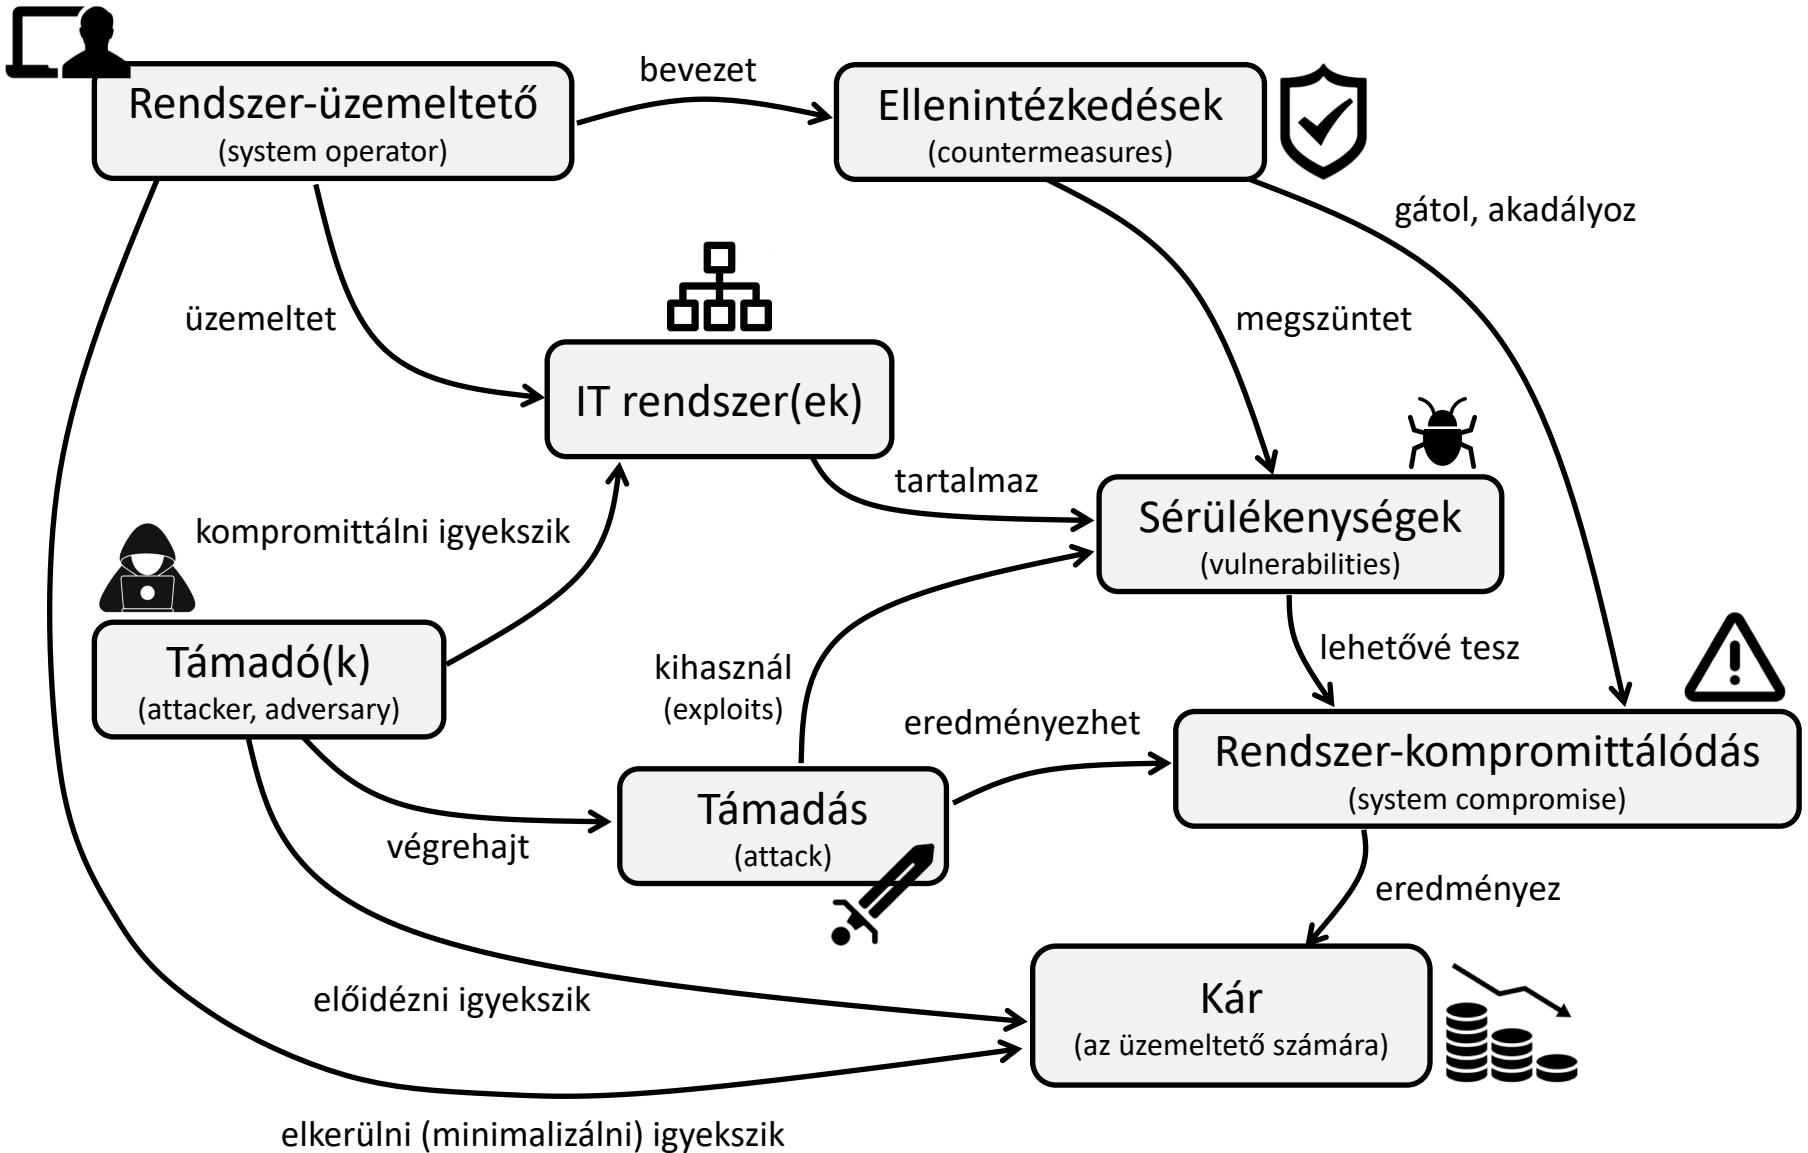 bevezet
Rendszer-üzemeltető
(system operator)
Ellenintézkedések
(countermeasures)
gátol, akadályoz
üzemeltet
megszüntet
IT rendszer(ek)
tartalmaz
Sérülékenységek
(vulnerabilities)
kompromittálni igyekszik
Támadó(k)
(attacker, adversary)
kihasznál
(exploits)
lehetővé tesz
eredményezhet
Rendszer-kompromittálódás
(system compromise)
Támadás
(attack)
végrehajt
eredményez
előidézni igyekszik
Kár
(az üzemeltető számára)
elkerülni (minimalizálni) igyekszik